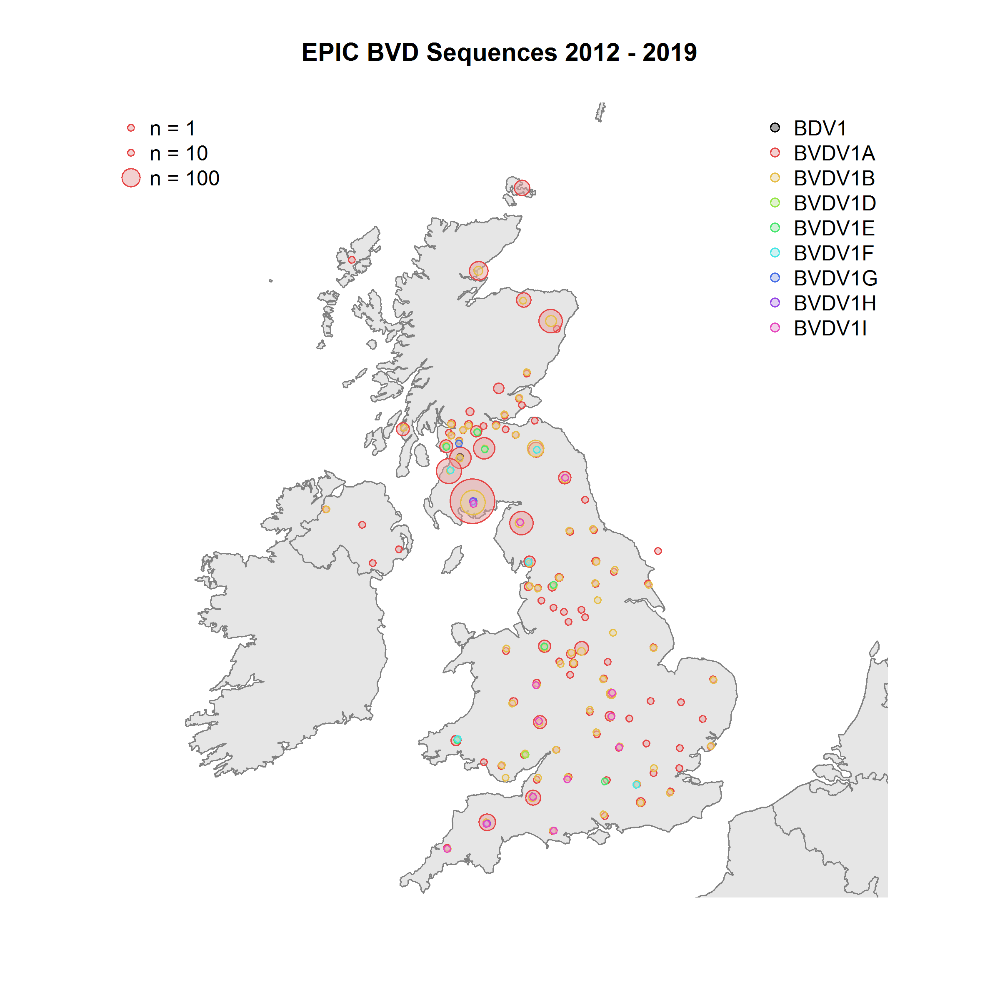 EPIC BVD Sequences 2012 - 2019
n = 1
n = 10
n = 100
BDV1
BVDV1A
BVDV1B
BVDV1D
BVDV1E
BVDV1F
BVDV1G
BVDV1H
BVDV1I